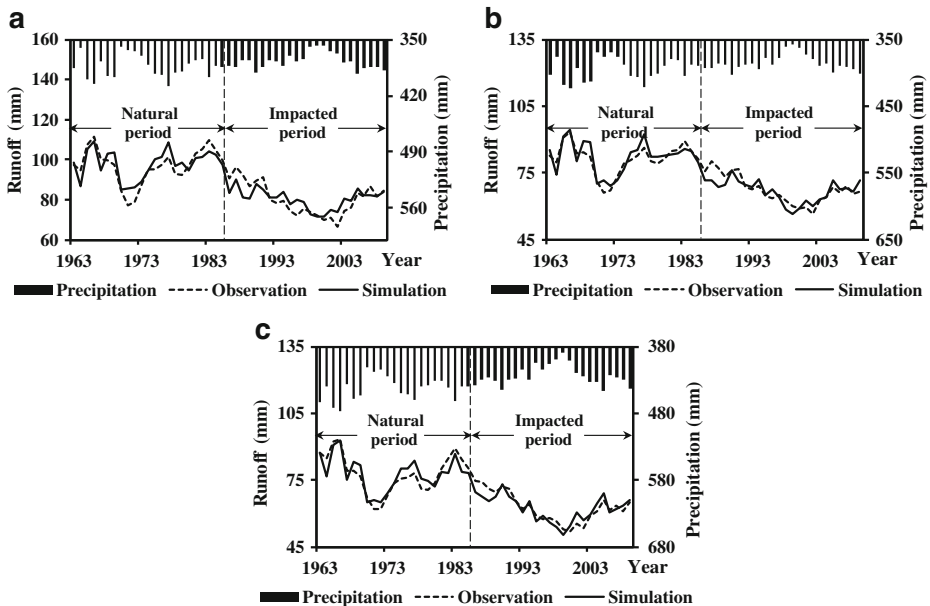 a
160
140
120
100
80
60
Runoff (mm)
350
420
490
560
Precipitation (mm)
Natural period
Impacted period
1963 1973 1983 1993 2003 Year
Precipitation Observation Simulation
b
135
105
75
45
Runoff (mm)
350
450
550
650
Precipitation (mm)
Natural period
Impacted period
1963 1973 1983 1993 2003 Year
Precipitation Observation Simulation
c
135
105
75
45
Runoff (mm)
380
480
580
680
Precipitation (mm)
Natural period
Impacted period
1963 1973 1983 1993 2003 Year
Precipitation Observation Simulation